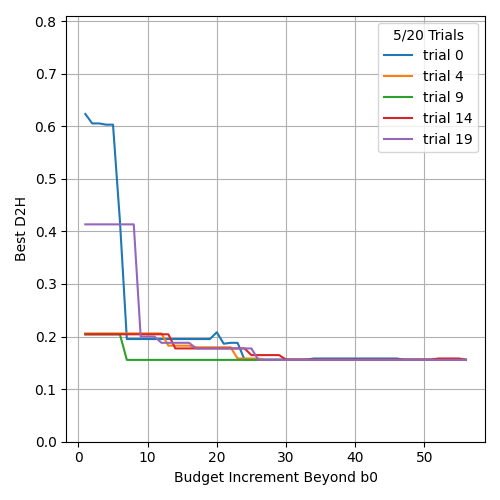 5/20 Trials
trial 0
trial 4
trial 9
trial 14
trial 19
0.8
0.7
0.6
0.5
0.4
0.3
0.2
0.1
0.0
Best D2H
0 10 20 30 40 50
Budget Increment Beyond b0